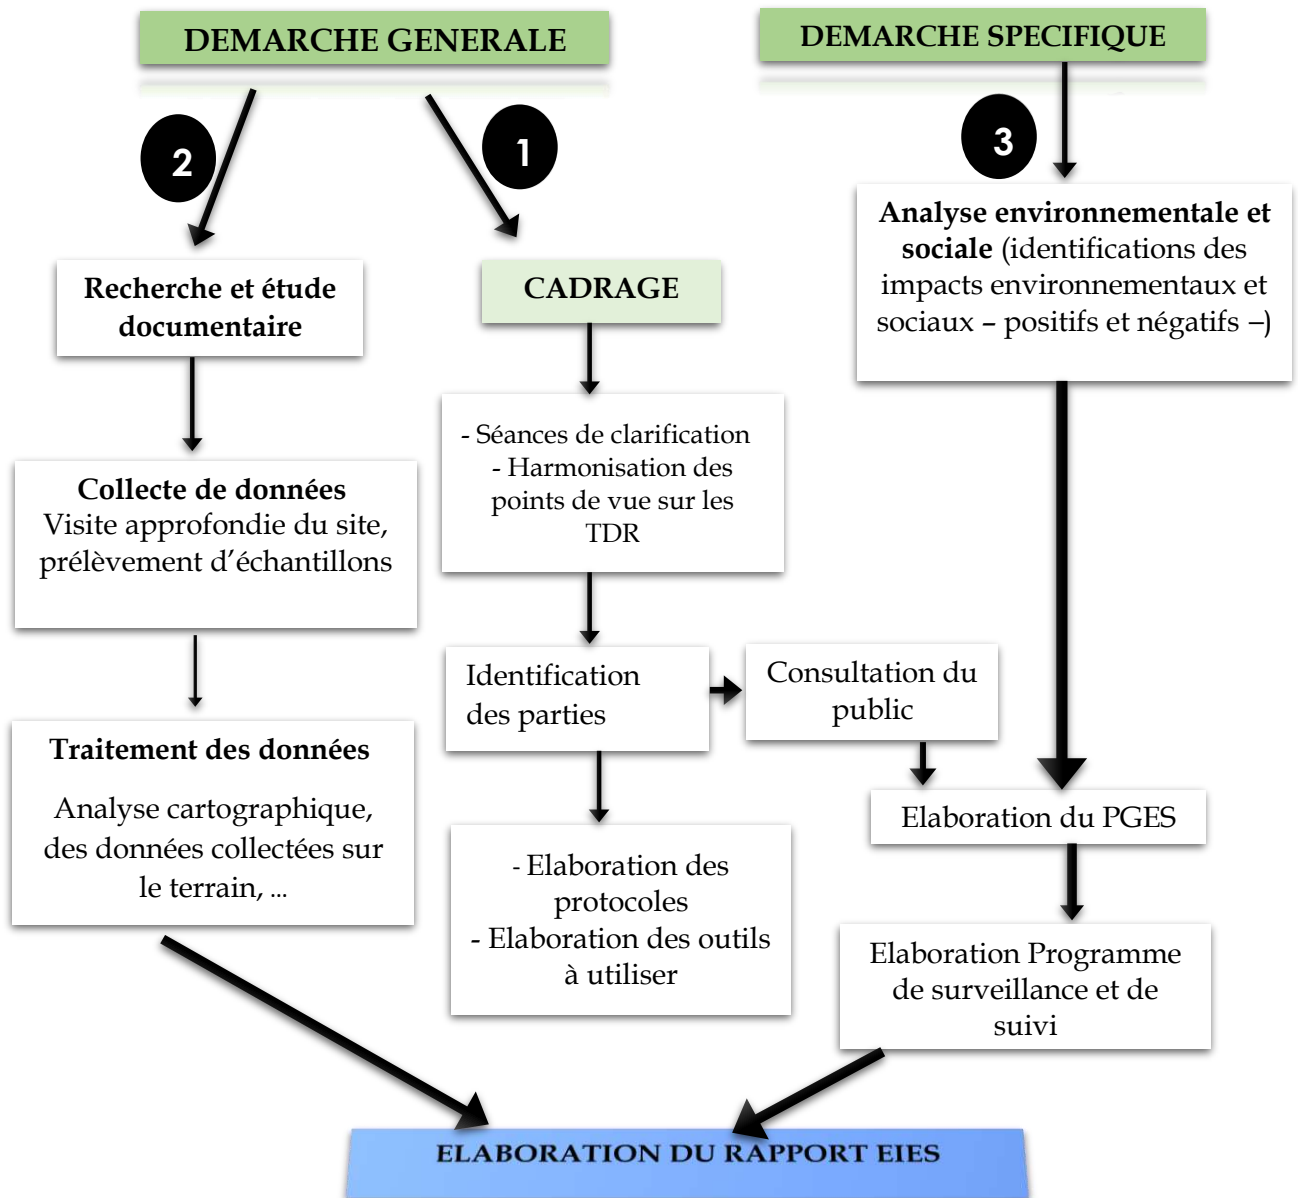 DEMARCHE GENERALE
DEMARCHE SPECIFIQUE
2
1
3
Recherche et étude
documentaire
Collecte de données
Visite approfondie du site,
prélèvement d'échantillons
Traitement des données
Analyse cartographique,
des données collectées sur
le terrain, ...
CADRAGE
- Séances de clarification
- Harmonisation des
points de vue sur les
TDR
Identification
des parties
Consultation du
public
- Elaboration des
protocoles
- Elaboration des outils
à utiliser
Analyse environnementale et
sociale (identifications des
impacts environnementaux et
sociaux – positifs et négatifs –)
Elaboration du PGES
Elaboration Programme
de surveillance et de
suivi
ELABORATION DU RAPPORT EIES